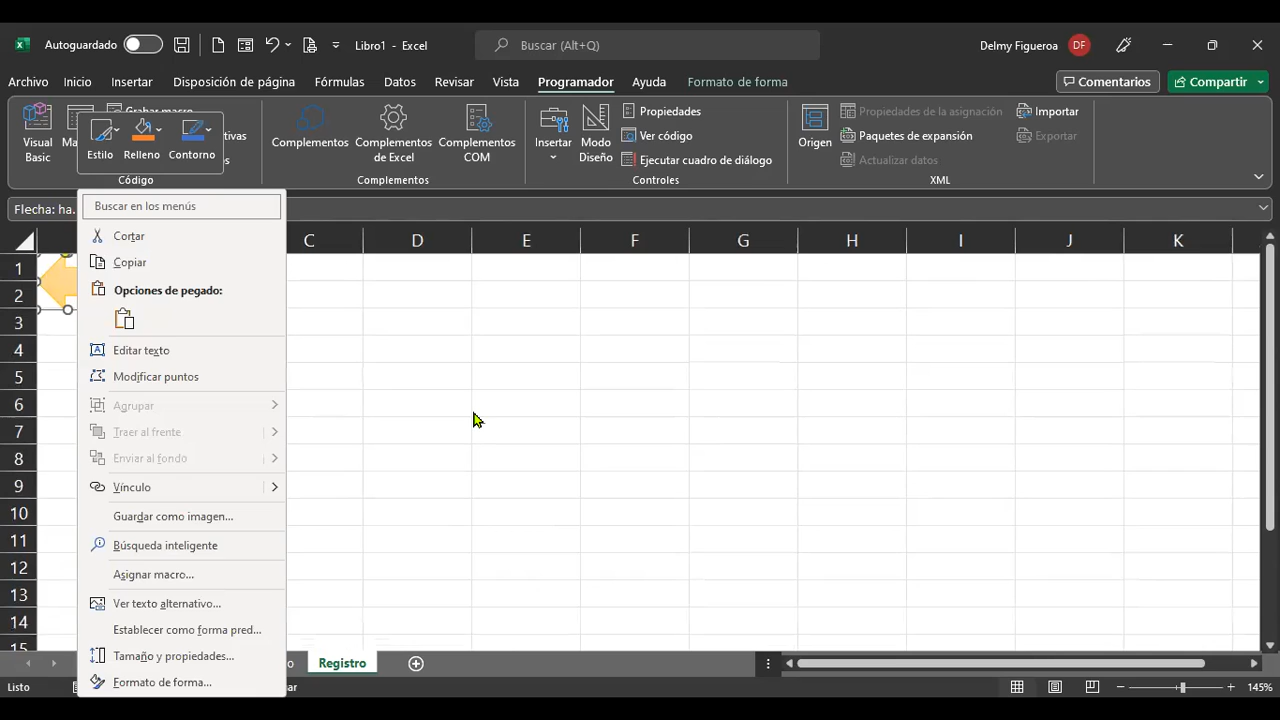 Autoguardado
Libro1 - Excel
Buscar (Alt+Q)
Delmy Figueroa
DF
Archivo
Inicio
Insertar
Disposición de página
Fórmulas
Datos
Revisar
Vista
Programador
Ayuda
Formato de forma
Comentarios
Compartir
Visual Basic
Grabar macro
Código
Estilo
Relleno
Contorno
Complementos
Complementos de Excel
Complementos COM
Complementos
Insertar
Modo Diseño
Propiedades
Ver código
Ejecutar cuadro de diálogo
Controles
Origen
Propiedades de la asignación
Paquetes de expansión
Actualizar datos
Importar
Exportar
XML
Flecha: ha.
Buscar en los menús
Cortar
Copiar
Opciones de pegado:
Editar texto
Modificar puntos
Agrupar
Traer al frente
Enviar al fondo
Vínculo
Guardar como imagen...
Búsqueda inteligente
Asignar macro...
Ver texto alternativo...
Establecer como forma pred...
Tamaño y propiedades...
Formato de forma...
C D E F G H I J K
1
2
3
4
5
6
7
8
9
10
11
12
13
14
15
Registro
Listo
145%